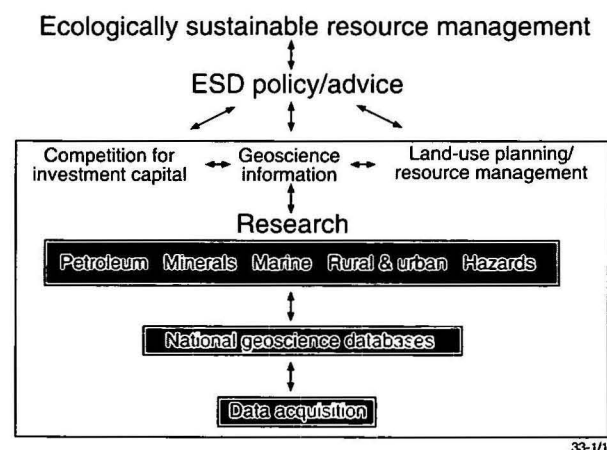 Ecologically sustainable resource management
ESD policy/advice
Competition for investment capital
Geoscience information
Land-use planning/ resource management
Research
Petroleum Minerals Marine Rural & urban Hazards
National geoscience databases
Data acquisition
33-1/1